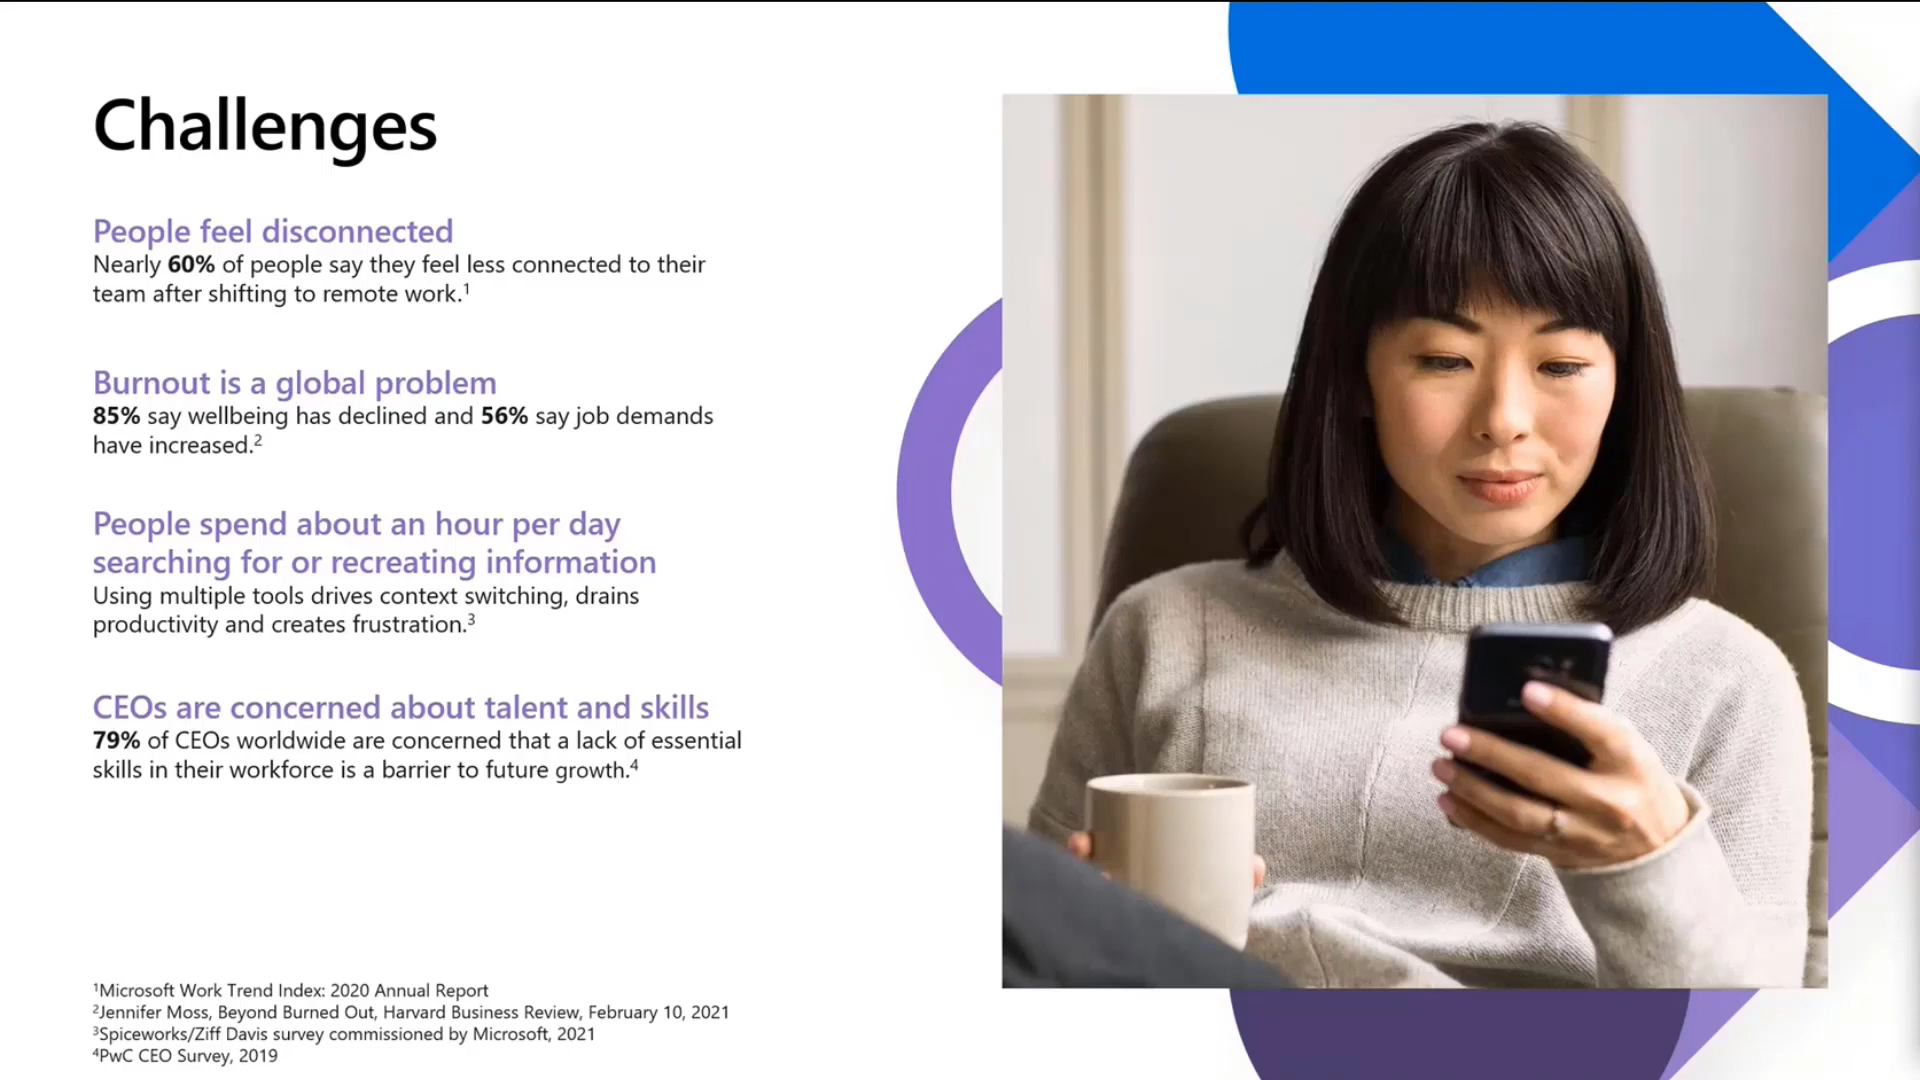 Challenges
People feel disconnected
Nearly 60% of people say they feel less connected to their
team after shifting to remote work.¹
Burnout is a global problem
85% say wellbeing has declined and 56% say job demands
have increased.²
People spend about an hour per day
searching for or recreating information
Using multiple tools drives context switching, drains
productivity and creates frustration.³
CEOs are concerned about talent and skills
79% of CEOs worldwide are concerned that a lack of essential
skills in their workforce is a barrier to future growth.⁴
¹Microsoft Work Trend Index: 2020 Annual Report
²Jennifer Moss, Beyond Burned Out, Harvard Business Review, February 10, 2021
³Spiceworks/Ziff Davis survey commissioned by Microsoft, 2021
⁴PwC CEO Survey, 2019